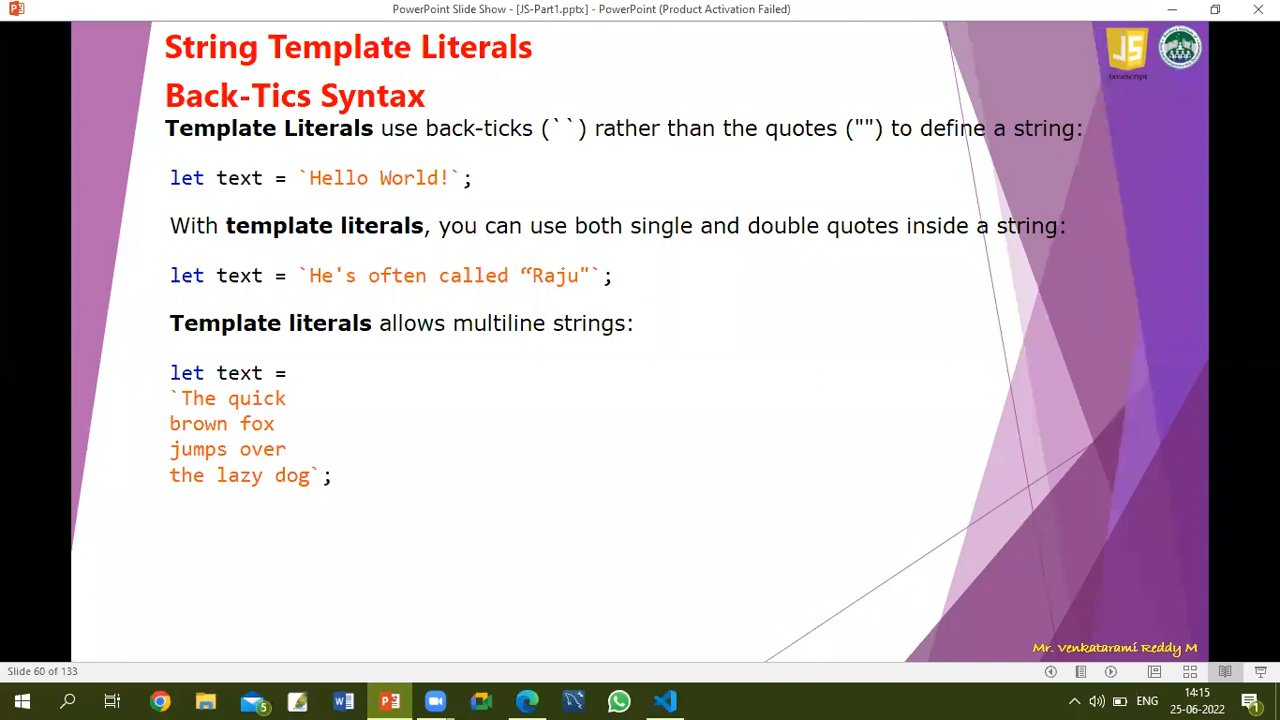 PowerPoint Slide Show - [JS-Part1.pptx] - PowerPoint (Product Activation Failed)
String Template Literals
JS
JavaScript
Back-Tics Syntax
Template Literals use back-ticks (``) rather than the quotes ("") to define a string:
let text = `Hello World!`;
With template literals, you can use both single and double quotes inside a string:
let text = `He's often called “Raju"`;
Template literals allows multiline strings:
let text =
`The quick
brown fox
jumps over
the lazy dog`;
Mr. Venkatarami Reddy M
Slide 60 of 133
5
ENG
14:15
25-06-2022
1